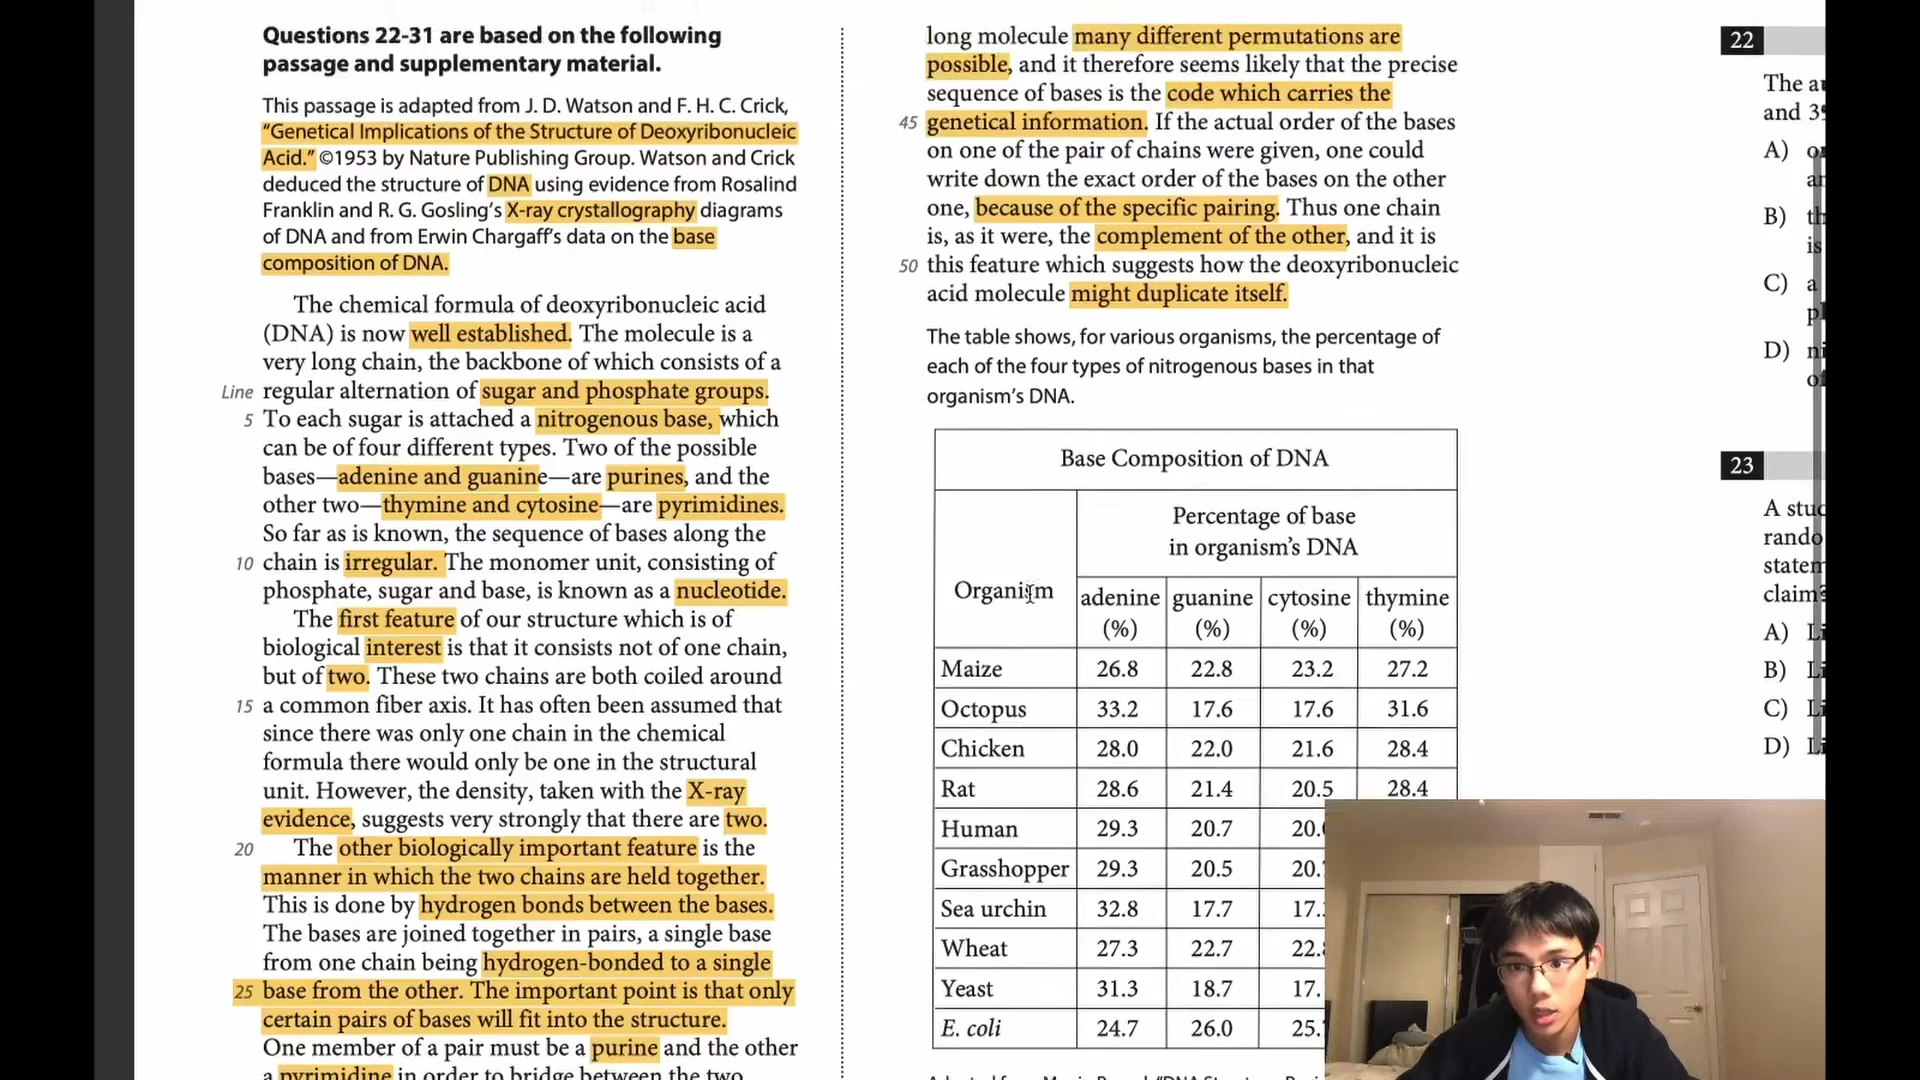 Questions 22-31 are based on the following
passage and supplementary material.
This passage is adapted from J. D. Watson and F. H. C. Crick,
“Genetical Implications of the Structure of Deoxyribonucleic
Acid.” ©1953 by Nature Publishing Group. Watson and Crick
deduced the structure of DNA using evidence from Rosalind
Franklin and R. G. Gosling’s X-ray crystallography diagrams
of DNA and from Erwin Chargaff’s data on the base
composition of DNA.
The chemical formula of deoxyribonucleic acid
(DNA) is now well established. The molecule is a
very long chain, the backbone of which consists of a
Line regular alternation of sugar and phosphate groups.
5 To each sugar is attached a nitrogenous base, which
can be of four different types. Two of the possible
bases—adenine and guanine—are purines, and the
other two—thymine and cytosine—are pyrimidines.
So far as is known, the sequence of bases along the
10 chain is irregular. The monomer unit, consisting of
phosphate, sugar and base, is known as a nucleotide.
The first feature of our structure which is of
biological interest is that it consists not of one chain,
but of two. These two chains are both coiled around
15 a common fiber axis. It has often been assumed that
since there was only one chain in the chemical
formula there would only be one in the structural
unit. However, the density, taken with the X-ray
evidence, suggests very strongly that there are two.
20 The other biologically important feature is the
manner in which the two chains are held together.
This is done by hydrogen bonds between the bases.
The bases are joined together in pairs, a single base
from one chain being hydrogen-bonded to a single
25 base from the other. The important point is that only
certain pairs of bases will fit into the structure.
One member of a pair must be a purine and the other
a pyrimidine in order to bridge between the two
long molecule many different permutations are
possible, and it therefore seems likely that the precise
sequence of bases is the code which carries the
45 genetical information. If the actual order of the bases
on one of the pair of chains were given, one could
write down the exact order of the bases on the other
one, because of the specific pairing. Thus one chain
is, as it were, the complement of the other, and it is
50 this feature which suggests how the deoxyribonucleic
acid molecule might duplicate itself.
The table shows, for various organisms, the percentage of
each of the four types of nitrogenous bases in that
organism’s DNA.
Base Composition of DNA
Percentage of base
in organism’s DNA
Organism
adenine guanine cytosine thymine
(%) (%) (%) (%)
Maize 26.8 22.8 23.2 27.2
Octopus 33.2 17.6 17.6 31.6
Chicken 28.0 22.0 21.6 28.4
Rat 28.6 21.4 20.5 28.4
Human 29.3 20.7 20.
Grasshopper 29.3 20.5 20.
Sea urchin 32.8 17.7 17.
Wheat 27.3 22.7 22.
Yeast 31.3 18.7 17.
E. coli 24.7 26.0 25.
22
The
and
A)
B)
is
C) a
D)
23
A
statem
claim?
A)
B)
C)
D)